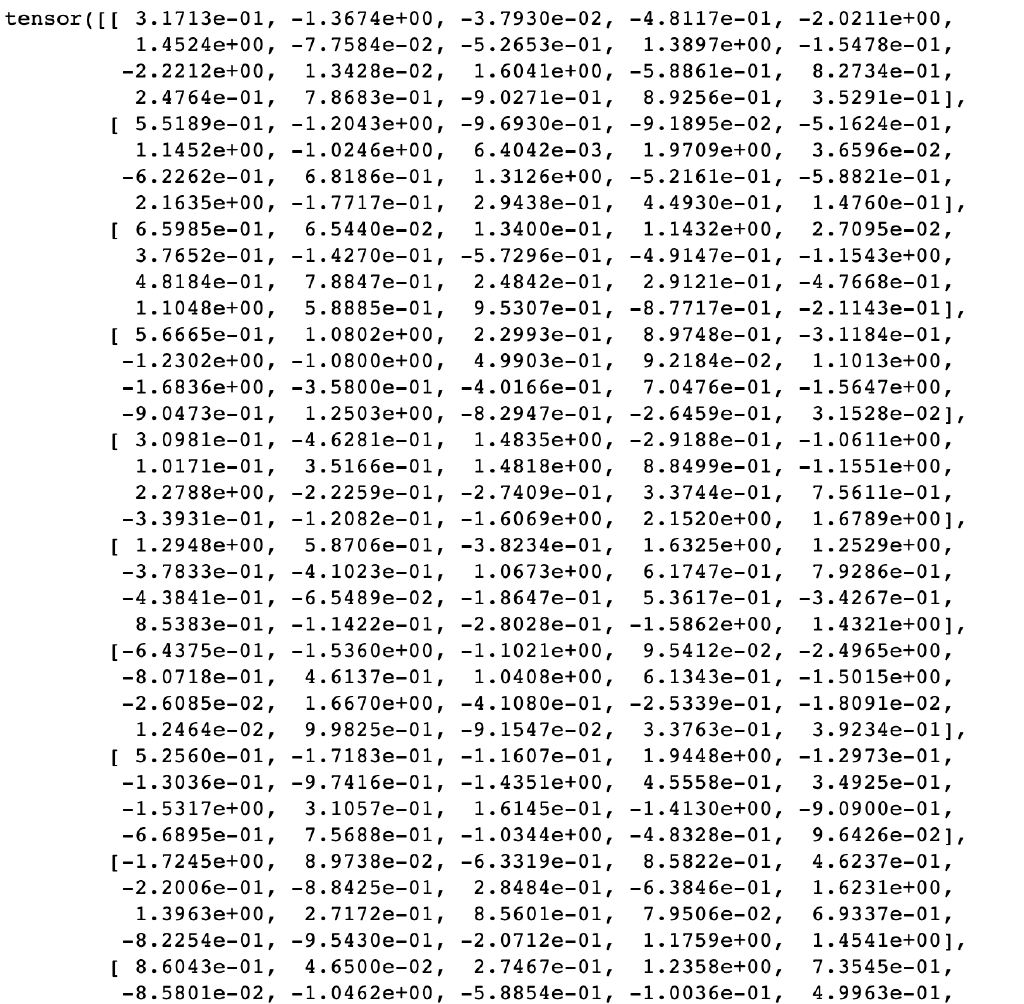 tensor([[ 3.1713e-01, -1.3674e+00, -3.7930e-02, -4.8117e-01, -2.0211e+00,
          1.4524e+00, -7.7584e-02, -5.2653e-01,  1.3897e+00, -1.5478e-01,
         -2.2212e+00,  1.3428e-02,  1.6041e+00, -5.8861e-01,  8.2734e-01,
          2.4764e-01,  7.8683e-01, -9.0271e-01,  8.9256e-01,  3.5291e-01],
        [ 5.5189e-01, -1.2043e+00, -9.6930e-01, -9.1895e-02, -5.1624e-01,
          1.1452e+00, -1.0246e+00,  6.4042e-03,  1.9709e+00,  3.6596e-02,
         -6.2262e-01,  6.8186e-01,  1.3126e+00, -5.2161e-01, -5.8821e-01,
          2.1635e+00, -1.7717e-01,  2.9438e-01,  4.4930e-01,  1.4760e-01],
        [ 6.5985e-01,  6.5440e-02,  1.3400e-01,  1.1432e+00,  2.7095e-02,
          3.7652e-01, -1.4270e-01, -5.7296e-01, -4.9147e-01, -1.1543e+00,
          4.8184e-01,  7.8847e-01,  2.4842e-01,  2.9121e-01, -4.7668e-01,
          1.1048e+00,  5.8885e-01,  9.5307e-01, -8.7717e-01, -2.1143e-01],
        [ 5.6665e-01,  1.0802e+00,  2.2993e-01,  8.9748e-01, -3.1184e-01,
         -1.2302e+00, -1.0800e+00,  4.9903e-01,  9.2184e-02,  1.1013e+00,
         -1.6836e+00, -3.5800e-01, -4.0166e-01,  7.0476e-01, -1.5647e+00,
         -9.0473e-01,  1.2503e+00, -8.2947e-01, -2.6459e-01,  3.1528e-02],
        [ 3.0981e-01, -4.6281e-01,  1.4835e+00, -2.9188e-01, -1.0611e+00,
          1.0171e-01,  3.5166e-01,  1.4818e+00,  8.8499e-01, -1.1551e+00,
          2.2788e+00, -2.2259e-01, -2.7409e-01,  3.3744e-01,  7.5611e-01,
         -3.3931e-01, -1.2082e-01, -1.6069e+00,  2.1520e+00,  1.6789e+00],
        [ 1.2948e+00,  5.8706e-01, -3.8234e-01,  1.6325e+00,  1.2529e+00,
         -3.7833e-01, -4.1023e-01,  1.0673e+00,  6.1747e-01,  7.9286e-01,
         -4.3841e-01, -6.5489e-02, -1.8647e-01,  5.3617e-01, -3.4267e-01,
          8.5383e-01, -1.1422e-01, -2.8028e-01, -1.5862e+00,  1.4321e+00],
        [-6.4375e-01, -1.5360e+00, -1.1021e+00,  9.5412e-02, -2.4965e+00,
         -8.0718e-01,  4.6137e-01,  1.0408e+00,  6.1343e-01, -1.5015e+00,
         -2.6085e-02,  1.6670e+00, -4.1080e-01, -2.5339e-01, -1.8091e-02,
          1.2464e-02,  9.9825e-01, -9.1547e-02,  3.3763e-01,  3.9234e-01],
        [ 5.2560e-01, -1.7183e-01, -1.1607e-01,  1.9448e+00, -1.2973e-01,
         -1.3036e-01, -9.7416e-01, -1.4351e+00,  4.5558e-01,  3.4925e-01,
         -1.5317e+00,  3.1057e-01,  1.6145e-01, -1.4130e+00, -9.0900e-01,
         -6.6895e-01,  7.5688e-01, -1.0344e+00, -4.8328e-01,  9.6426e-02],
        [-1.7245e+00,  8.9738e-02, -6.3319e-01,  8.5822e-01,  4.6237e-01,
         -2.2006e-01, -8.8425e-01,  2.8484e-01, -6.3846e-01,  1.6231e+00,
          1.3963e+00,  2.7172e-01,  8.5601e-01,  7.9506e-02,  6.9337e-01,
         -8.2254e-01, -9.5430e-01, -2.0712e-01,  1.1759e+00,  1.4541e+00],
        [ 8.6043e-01,  4.6500e-02,  2.7467e-01,  1.2358e+00,  7.3545e-01,
         -8.5801e-02, -1.0462e+00, -5.8854e-01, -1.0036e-01,  4.9963e-01,